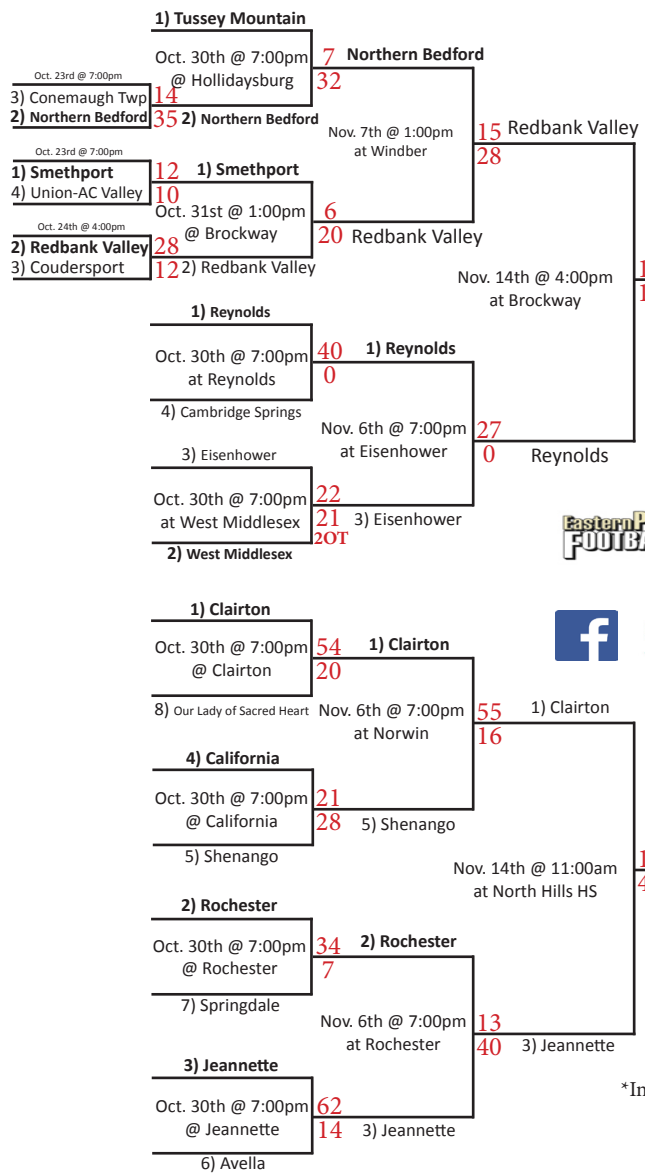 1) Tussey Mountain
Oct. 30th @ 7:00pm
@ Hollidaysburg
7
32
Northern Bedford
Oct. 23rd @ 7:00pm
3) Conemaugh Twp
14
2) Northern Bedford
35
2) Northern Bedford
Nov. 7th @ 1:00pm
at Windber
15
28
Redbank Valley
Oct. 23rd @ 7:00pm
1) Smethport
12
4) Union-AC Valley
10
1) Smethport
Oct. 31st @ 1:00pm
@ Brockway
6
20
Redbank Valley
Oct. 24th @ 4:00pm
2) Redbank Valley
28
3) Coudersport
12
2) Redbank Valley
Nov. 14th @ 4:00pm
at Brockway
1) Reynolds
Oct. 30th @ 7:00pm
at Reynolds
40
0
1) Reynolds
4) Cambridge Springs
Nov. 6th @ 7:00pm
at Eisenhower
27
0
Reynolds
3) Eisenhower
Oct. 30th @ 7:00pm
at West Middlesex
22
21
2OT
3) Eisenhower
2) West Middlesex
Eastern
FOOTBA
f
1) Clairton
Oct. 30th @ 7:00pm
@ Clairton
54
20
1) Clairton
8) Our Lady of Sacred Heart
Nov. 6th @ 7:00pm
at Norwin
55
16
1) Clairton
4) California
Oct. 30th @ 7:00pm
@ California
21
28
5) Shenango
5) Shenango
Nov. 14th @ 11:00am
at North Hills HS
2) Rochester
Oct. 30th @ 7:00pm
@ Rochester
34
7
2) Rochester
7) Springdale
Nov. 6th @ 7:00pm
at Rochester
13
40
3) Jeannette
3) Jeannette
Oct. 30th @ 7:00pm
@ Jeannette
62
14
3) Jeannette
6) Avella
*In